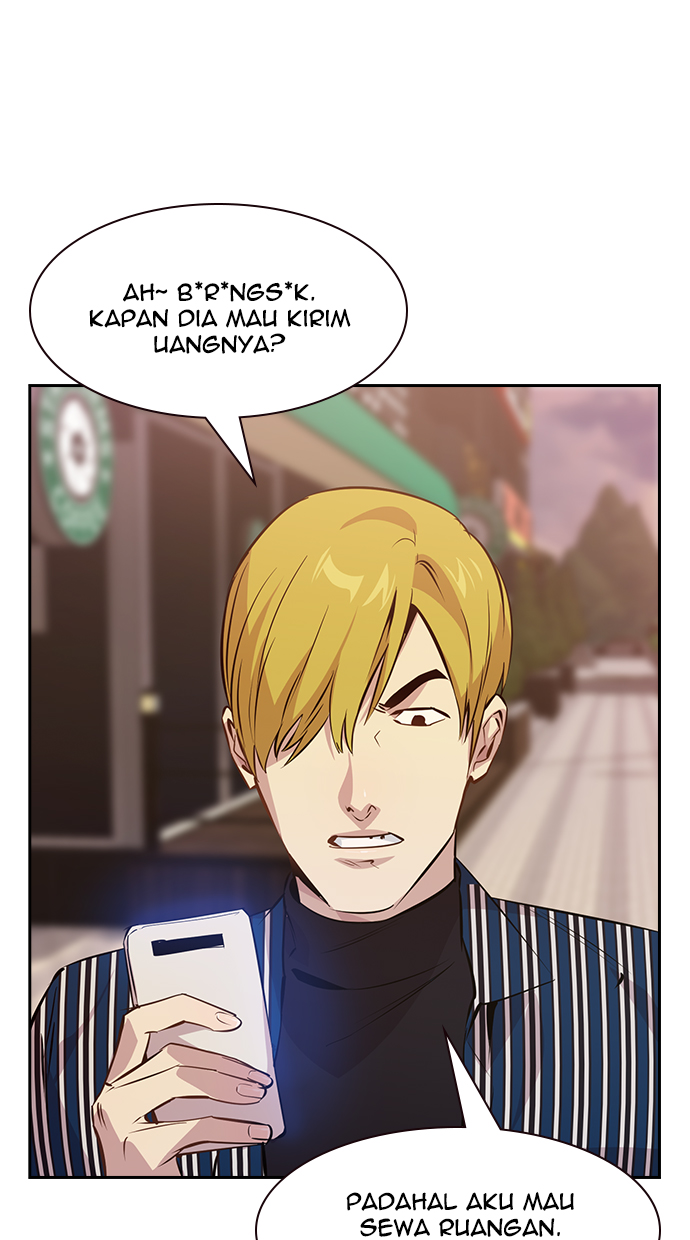 AH~ B*R*NGS*K.
KAPAN DIA MAU KIRIM
UANGNYA?
PADAHAL AKU MAU
SEWA RUANGAN.